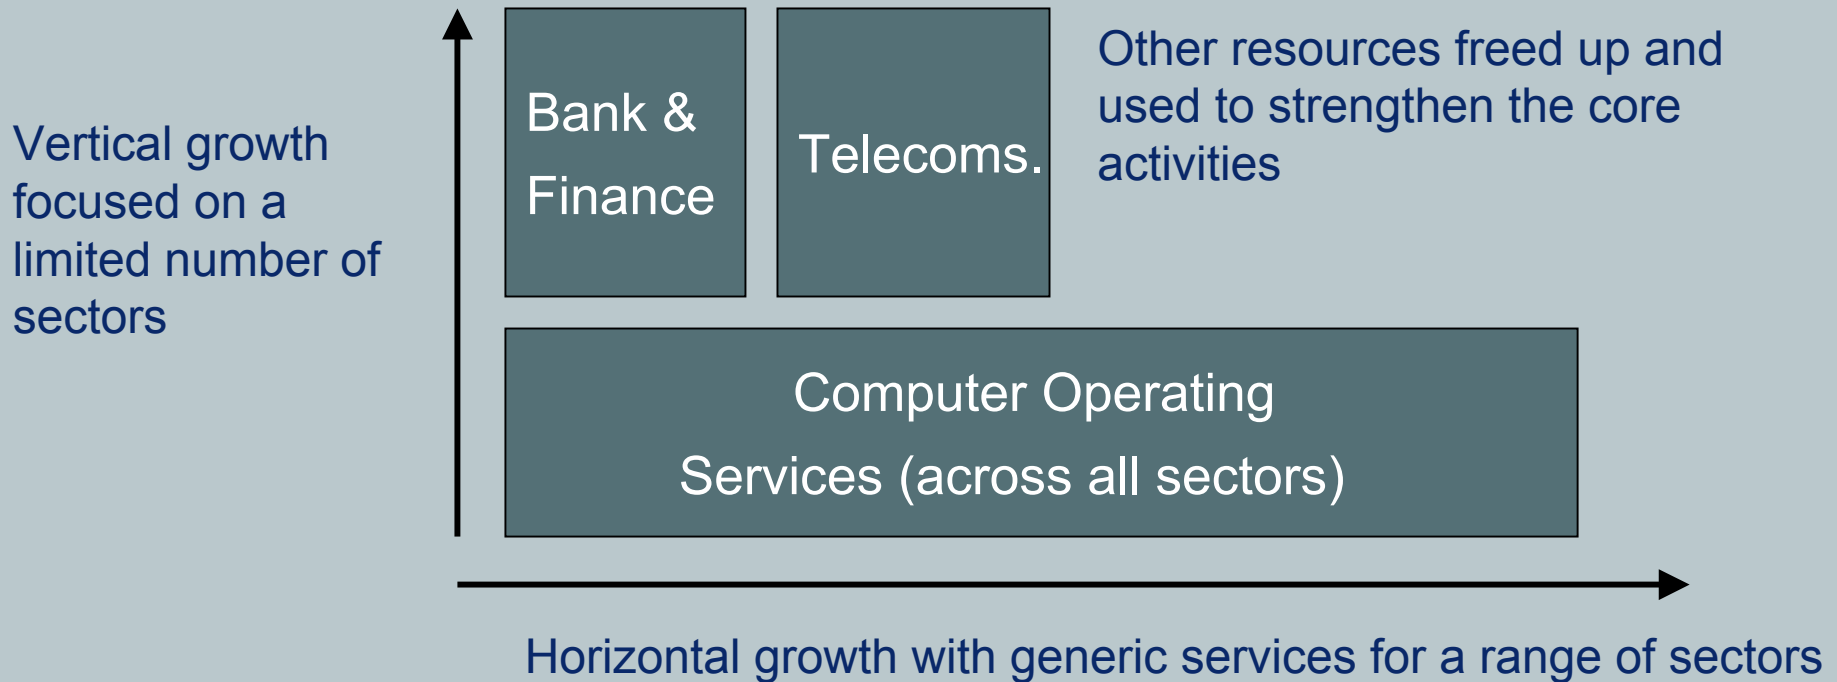 Vertical growth
focused on a
limited number of
sectors
Bank &
Finance
Telecoms.
Other resources freed up and
used to strengthen the core
activities
Computer Operating
Services (across all sectors)
Horizontal growth with generic services for a range of sectors